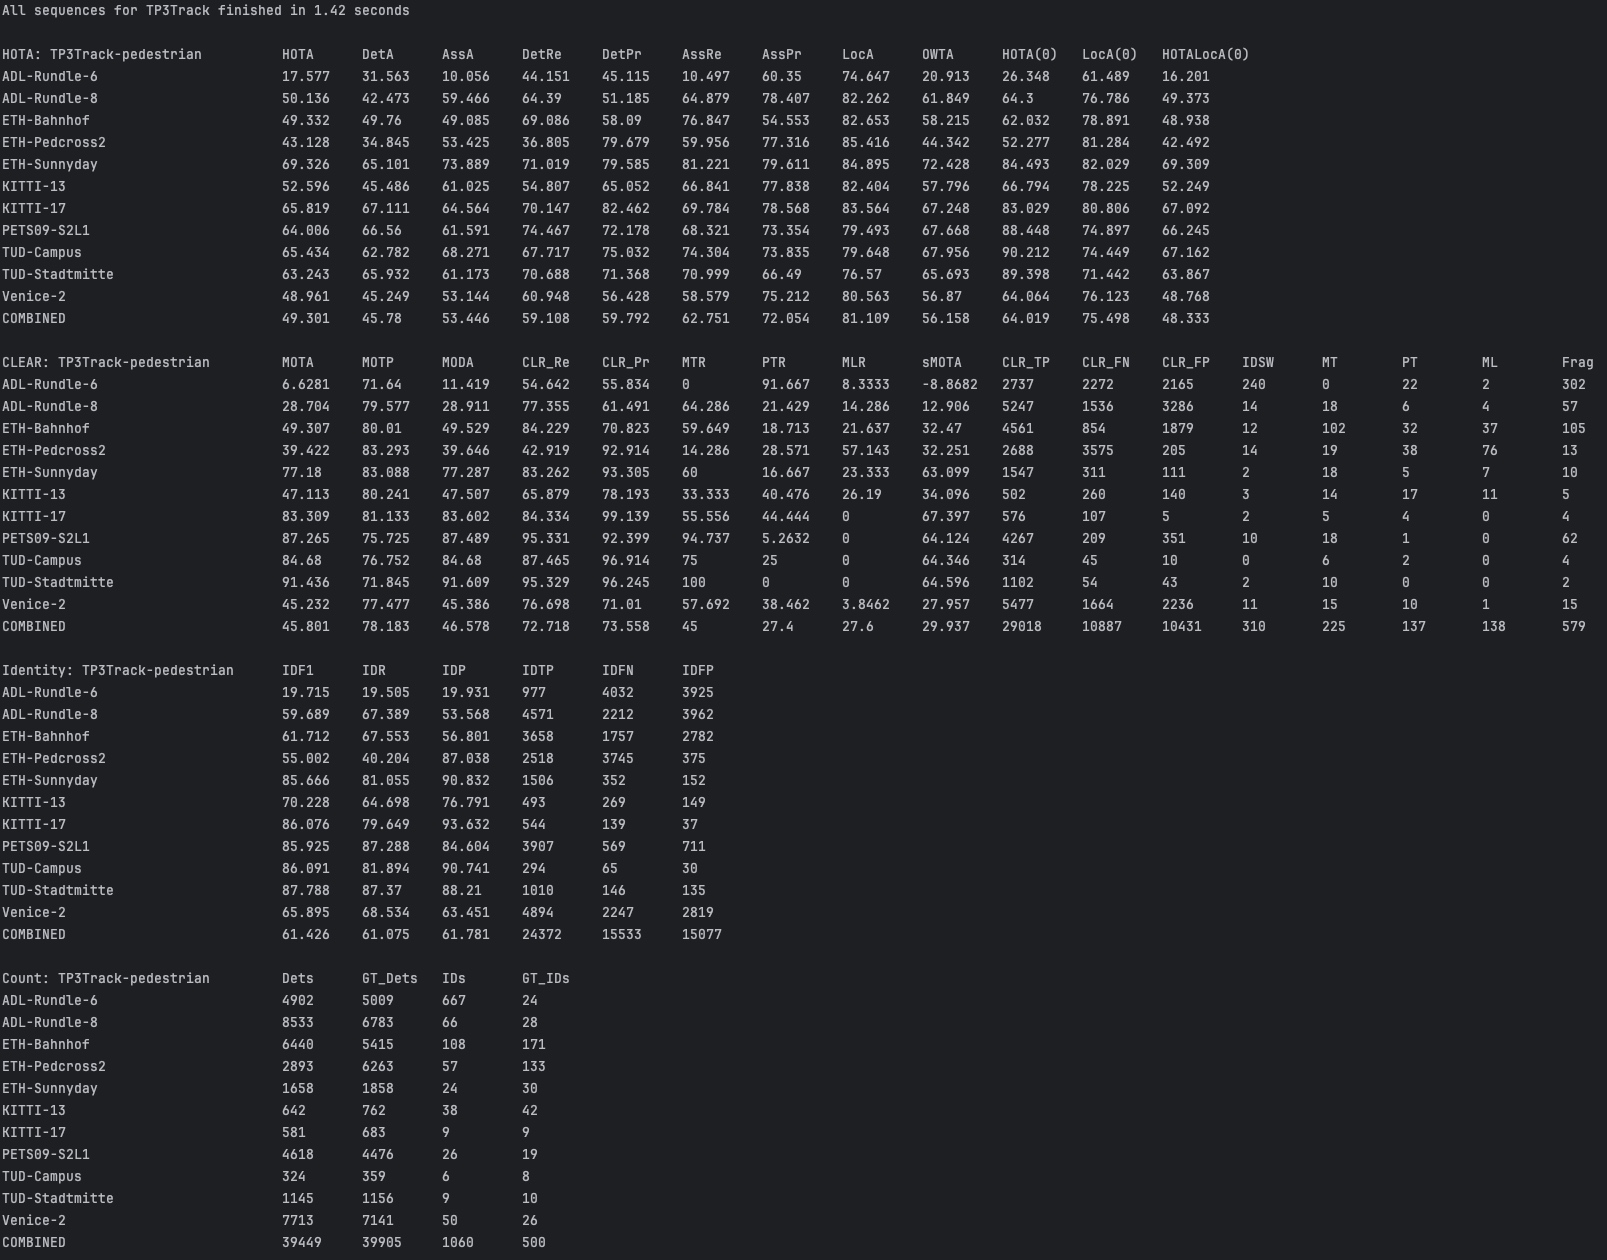 All sequences for TP3Track finished in 1.42 seconds
HOTA: TP3Track-pedestrian HOTA DetA AssA DetRe DetPr AssRe AssPr LocA OWTA HOTA(0) LocA(0) HOTALocA(0)
ADL-Rundle-6 17.577 31.563 10.056 44.151 45.115 10.497 60.35 74.647 20.913 26.348 61.489 16.201
ADL-Rundle-8 50.136 42.473 59.466 64.39 51.185 64.879 78.407 82.262 61.849 64.3 76.786 49.373
ETH-Bahnhof 49.332 49.76 49.085 69.086 58.09 76.847 54.553 82.653 58.215 62.032 78.891 48.938
ETH-Pedcross2 43.128 34.845 53.425 36.805 79.679 59.956 77.316 85.416 44.342 52.277 81.284 42.492
ETH-Sunnyday 69.326 65.101 73.889 71.019 79.585 81.221 79.611 84.895 72.428 84.493 82.029 69.309
KITTI-13 52.596 45.486 61.025 54.807 65.052 66.841 77.838 82.404 57.796 66.794 78.225 52.249
KITTI-17 65.819 67.111 64.564 70.147 82.462 69.784 78.568 83.564 67.248 83.029 80.806 67.092
PETS09-S2L1 64.006 66.56 61.591 74.467 72.178 68.321 73.354 79.493 67.668 88.448 74.897 66.245
TUD-Campus 65.434 62.782 68.271 67.717 75.032 74.304 73.835 79.648 67.956 90.212 74.449 67.162
TUD-Stadtmitte 63.243 65.932 61.173 70.688 71.368 70.999 66.49 76.57 65.693 89.398 71.442 63.867
Venice-2 48.961 45.249 53.144 60.948 56.428 58.579 75.212 80.563 56.87 64.064 76.123 48.768
COMBINED 49.301 45.78 53.446 59.108 59.792 62.751 72.054 81.109 56.158 64.019 75.498 48.333
CLEAR: TP3Track-pedestrian MOTA MOTP MODA CLR_Re CLR_Pr MTR PTR MLR sMOTA CLR_TP CLR_FN CLR_FP IDSW MT PT ML Frag
ADL-Rundle-6 6.6281 71.64 11.419 54.642 55.834 0 91.667 8.3333 -8.8682 2737 2272 2165 240 0 22 2 302
ADL-Rundle-8 28.704 79.577 28.911 77.355 61.491 64.286 21.429 14.286 12.906 5247 1536 3286 14 18 6 4 57
ETH-Bahnhof 49.307 80.01 49.529 84.229 70.823 59.649 18.713 21.637 32.47 4561 854 1879 12 102 32 37 105
ETH-Pedcross2 39.422 83.293 39.646 42.919 92.914 14.286 28.571 57.143 32.251 2688 3575 205 14 19 38 76 13
ETH-Sunnyday 77.18 83.088 77.287 83.262 93.305 60 16.667 23.333 63.099 1547 311 111 2 18 5 7 10
KITTI-13 47.113 80.241 47.507 65.879 78.193 33.333 40.476 26.19 34.096 502 260 140 3 14 17 11 5
KITTI-17 83.309 81.133 83.602 84.334 99.139 55.556 44.444 0 67.397 576 107 5 2 5 4 0 4
PETS09-S2L1 87.265 75.725 87.489 95.331 92.399 94.737 5.2632 0 64.124 4267 209 351 10 18 1 0 62
TUD-Campus 84.68 76.752 84.68 87.465 96.914 75 25 0 64.346 314 45 10 0 6 2 0 4
TUD-Stadtmitte 91.436 71.845 91.609 95.329 96.245 100 0 0 64.596 1102 54 43 2 10 0 0 2
Venice-2 45.232 77.477 45.386 76.698 71.01 57.692 38.462 3.8462 27.957 5477 1664 2236 11 15 10 1 15
COMBINED 45.801 78.183 46.578 72.718 73.558 45 27.4 27.6 29.937 29018 10887 10431 310 225 137 138 579
Identity: TP3Track-pedestrian IDF1 IDR IDP IDTP IDFN IDFP
ADL-Rundle-6 19.715 19.505 19.931 977 4032 3925
ADL-Rundle-8 59.689 67.389 53.568 4571 2212 3962
ETH-Bahnhof 61.712 67.553 56.801 3658 1757 2782
ETH-Pedcross2 55.002 40.204 87.038 2518 3745 375
ETH-Sunnyday 85.666 81.055 90.832 1506 352 152
KITTI-13 70.228 64.698 76.791 493 269 149
KITTI-17 86.076 79.649 93.632 544 139 37
PETS09-S2L1 85.925 87.288 84.604 3907 569 711
TUD-Campus 86.091 81.894 90.741 294 65 30
TUD-Stadtmitte 87.788 87.37 88.21 1010 146 135
Venice-2 65.895 68.534 63.451 4894 2247 2819
COMBINED 61.426 61.075 61.781 24372 15533 15077
Count: TP3Track-pedestrian Dets GT_Dets IDs GT_IDs
ADL-Rundle-6 4902 5009 667 24
ADL-Rundle-8 8533 6783 66 28
ETH-Bahnhof 6440 5415 108 171
ETH-Pedcross2 2893 6263 57 133
ETH-Sunnyday 1658 1858 24 30
KITTI-13 642 762 38 42
KITTI-17 581 683 9 9
PETS09-S2L1 4618 4476 26 19
TUD-Campus 324 359 6 8
TUD-Stadtmitte 1145 1156 9 10
Venice-2 7713 7141 50 26
COMBINED 39449 39905 1060 500